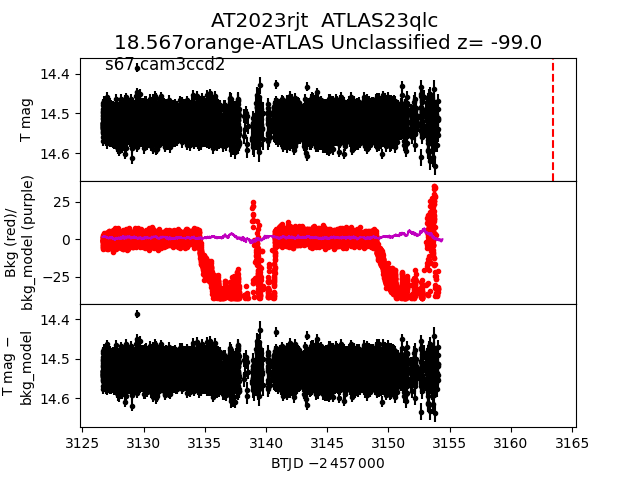 AT2023rjt  ATLAS23qlc
18.567orange-ATLAS Unclassified z= -99.0
s67 cam3ccd2
14.4
14.5
14.6
T mag
25
0
−25
Bkg (red)/
bkg_model (purple)
14.4
14.5
14.6
T mag −
bkg_model
3125 3130 3135 3140 3145 3150 3155 3160 3165
BTJD −2 457 000